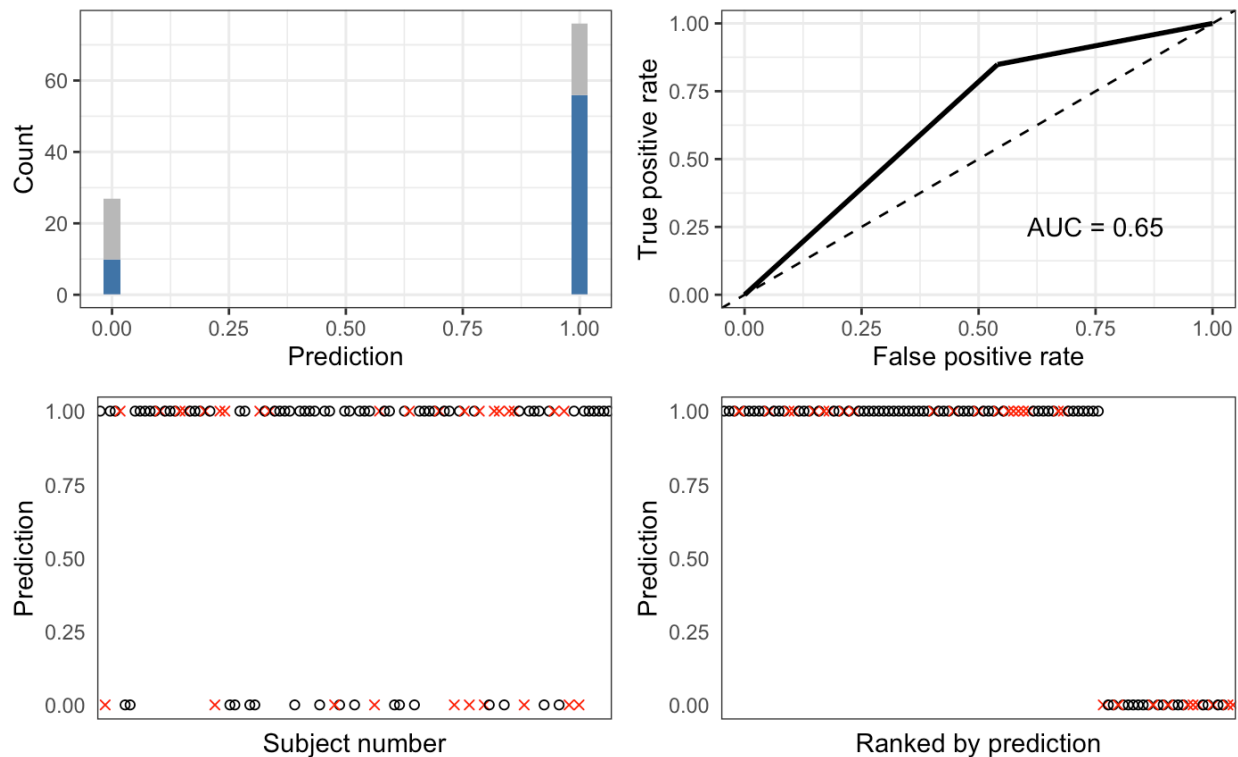 60
40
20
0
Count
0.00 0.25 0.50 0.75 1.00
Prediction
1.00
0.75
0.50
0.25
0.00
True positive rate
AUC = 0.65
0.00 0.25 0.50 0.75 1.00
False positive rate
1.00
0.75
0.50
0.25
0.00
Prediction
Subject number
1.00
0.75
0.50
0.25
0.00
Prediction
Ranked by prediction